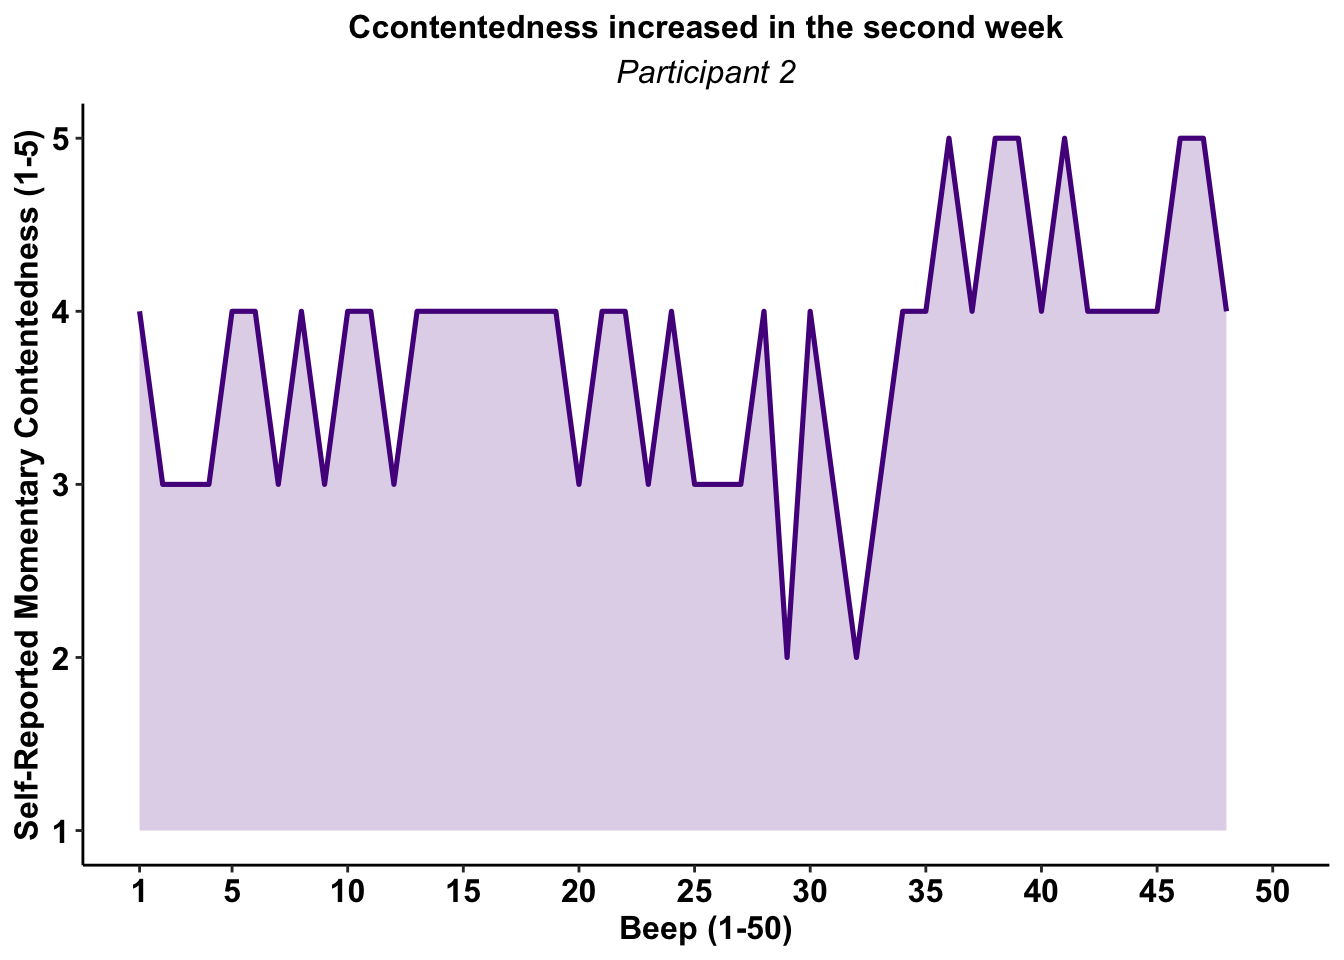 Ccontentedness increased in the second week
Participant 2
Self-Reported Momentary Contentedness (1-5)
5
4
3
2
1
1 5 10 15 20 25 30 35 40 45 50
Beep (1-50)